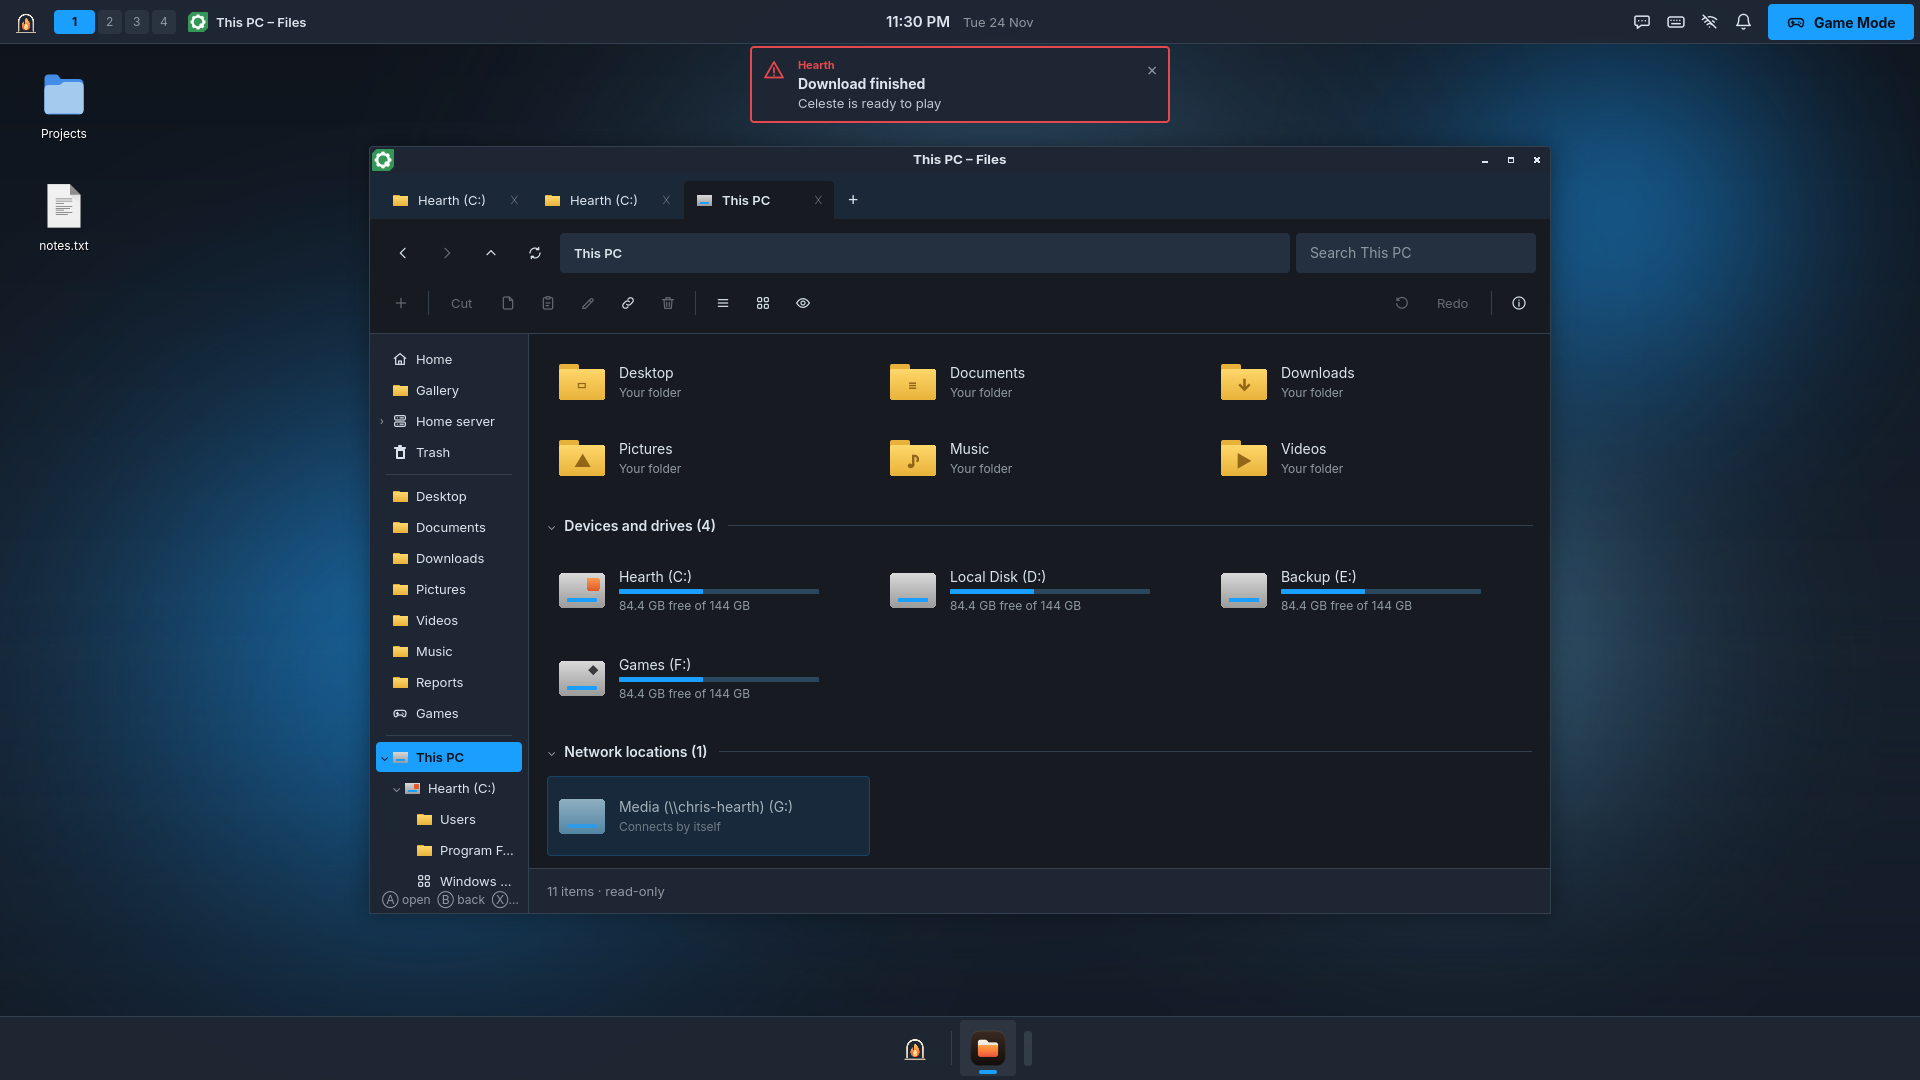 1 2 3 4 This PC – Files
11:30 PM Tue 24 Nov
Game Mode
Hearth
Download finished
Celeste is ready to play
Projects
notes.txt
This PC – Files
Hearth (C:) X Hearth (C:) X This PC X +
This PC
Search This PC
Cut
Redo
Home
Gallery
Home server
Trash
Desktop
Documents
Downloads
Pictures
Videos
Music
Reports
Games
This PC
Hearth (C:)
Users
Program F...
Windows ...
A open B back X...
Desktop
Your folder
Documents
Your folder
Downloads
Your folder
Pictures
Your folder
Music
Your folder
Videos
Your folder
Devices and drives (4)
Hearth (C:)
84.4 GB free of 144 GB
Local Disk (D:)
84.4 GB free of 144 GB
Backup (E:)
84.4 GB free of 144 GB
Games (F:)
84.4 GB free of 144 GB
Network locations (1)
Media (\\chris-hearth) (G:)
Connects by itself
11 items · read-only